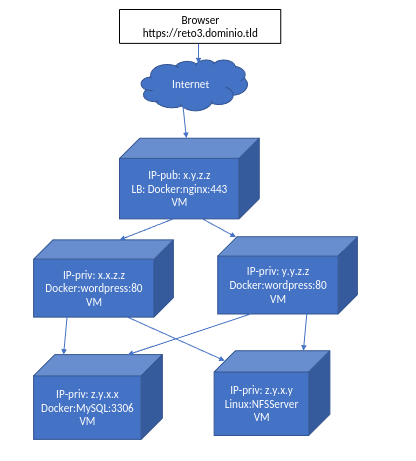 Browser
https://reto3.dominio.tld
Internet
IP-pub: x.y.z.z
LB: Docker:nginx:443
VM
IP-priv: x.x.z.z
Docker:wordpress:80
VM
IP-priv: y.y.z.z
Docker:wordpress:80
VM
IP-priv: z.y.x.x
Docker:MySQL:3306
VM
IP-priv: z.y.x.y
Linux:NFSServer
VM